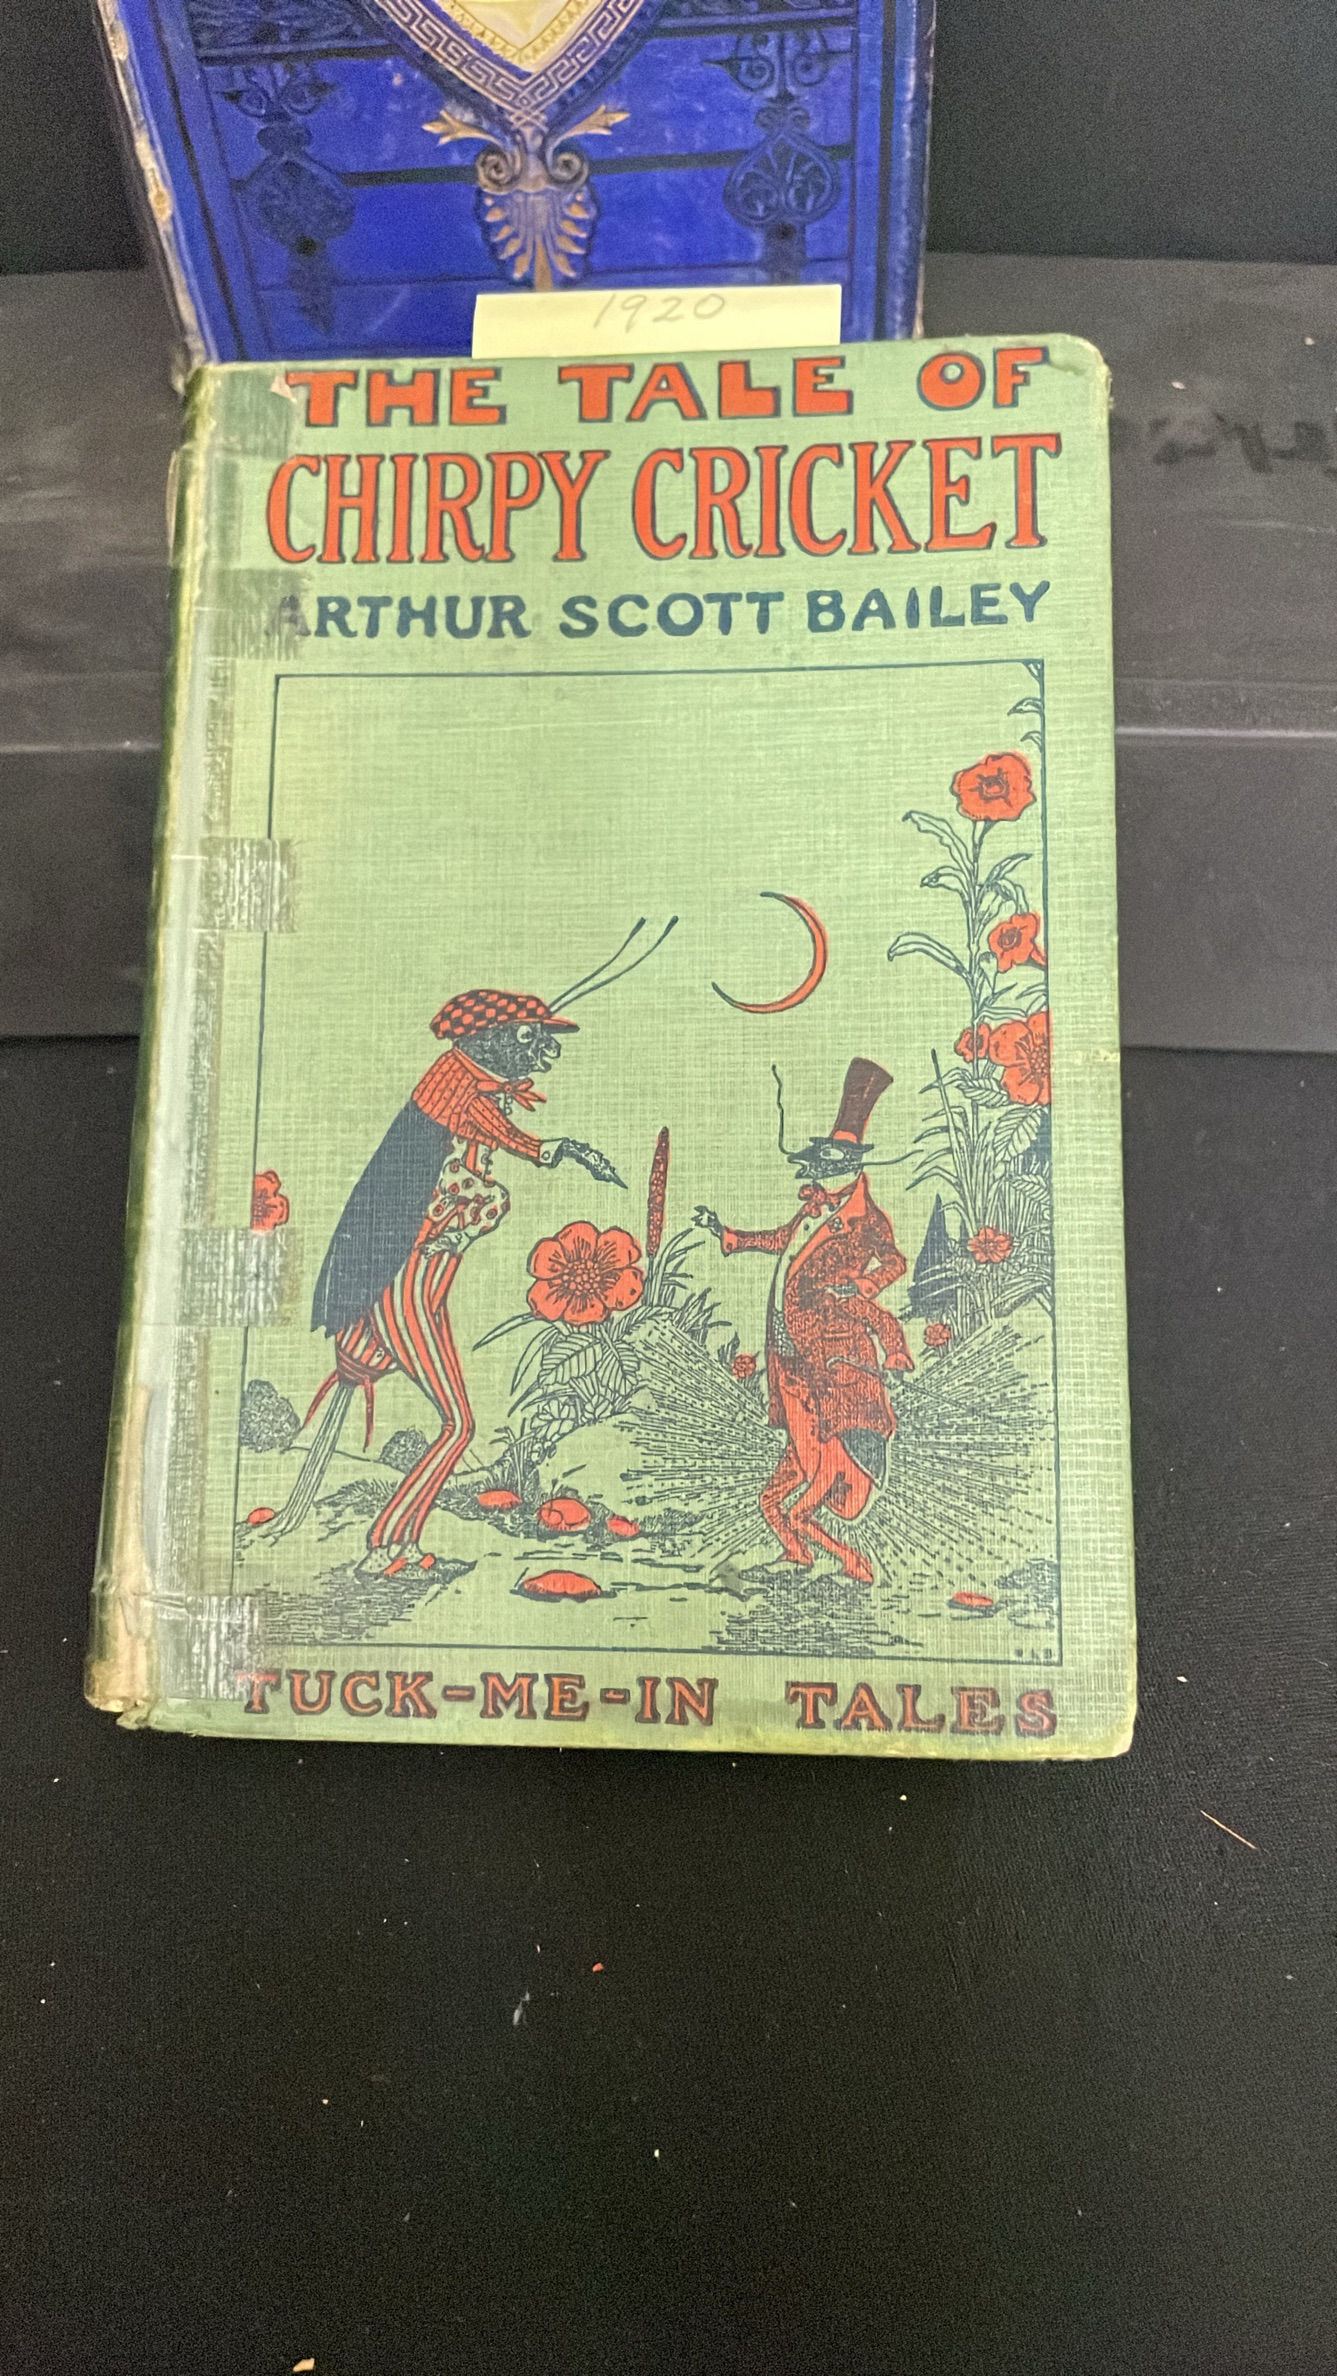 1920
THE TALE OF
CHIRPY CRICKET
ARTHUR SCOTT BAILEY
TUCK-ME-IN TALES